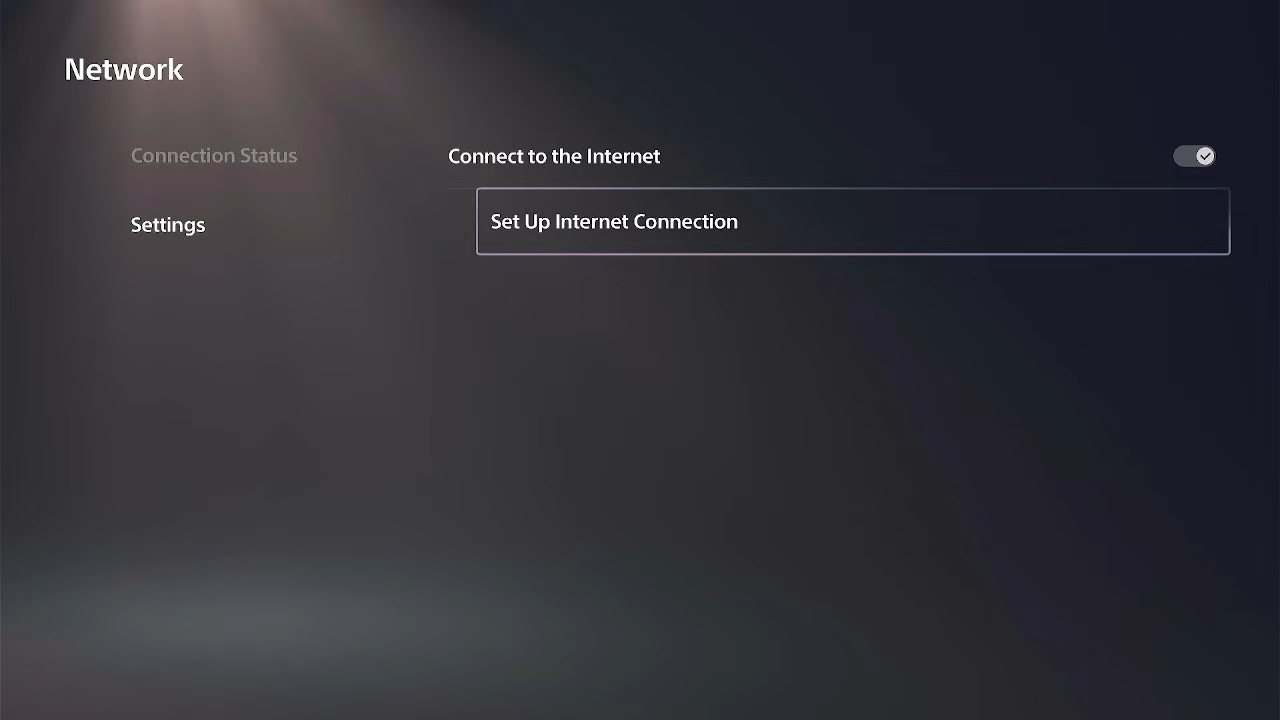 Network
Connection Status
Connect to the Internet
Settings
Set Up Internet Connection